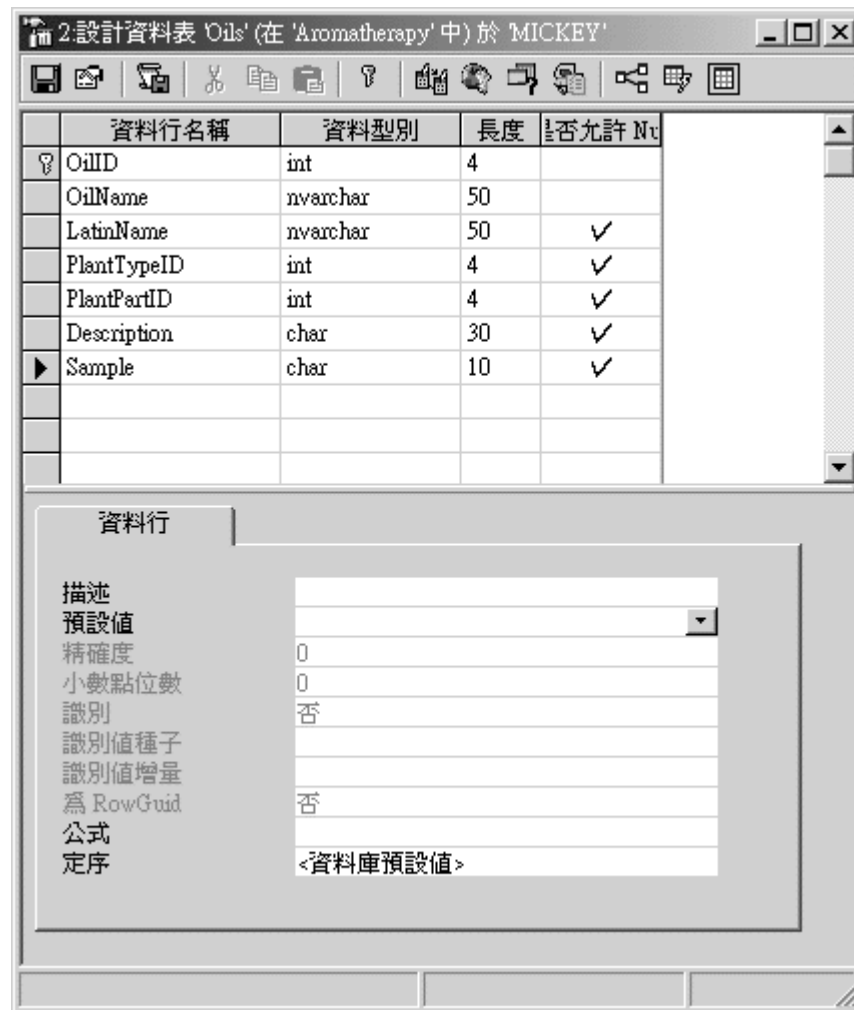 2:設計資料表 'Oils' (在 'Aromatherapy' 中) 於 'MICKEY'
資料行名稱 資料型別 長度 否允許 Nu
OilID int 4
OilName nvarchar 50
LatinName nvarchar 50
PlantTypeID int 4
PlantPartID int 4
Description char 30
Sample char 10
資料行
描述
預設值
精確度 0
小數點位數 0
識別 否
識別值種子
識別值增量
為 RowGuid 否
公式
定序 <資料庫預設值>